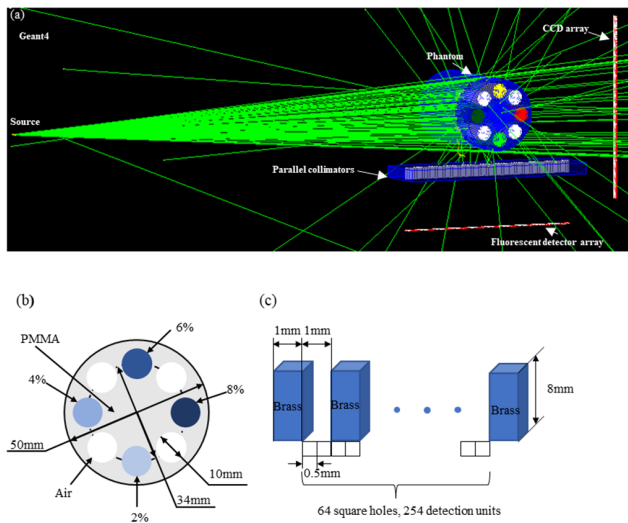 (a)
Geant4
CCD array
Phantom
Source
Parallel collimators
Fluorescent detector array
(b)
PMMA
6%
4%
8%
50mm
Air
10mm
34mm
2%
(c)
1mm 1mm
Brass Brass Brass
8mm
0.5mm
64 square holes, 254 detection units